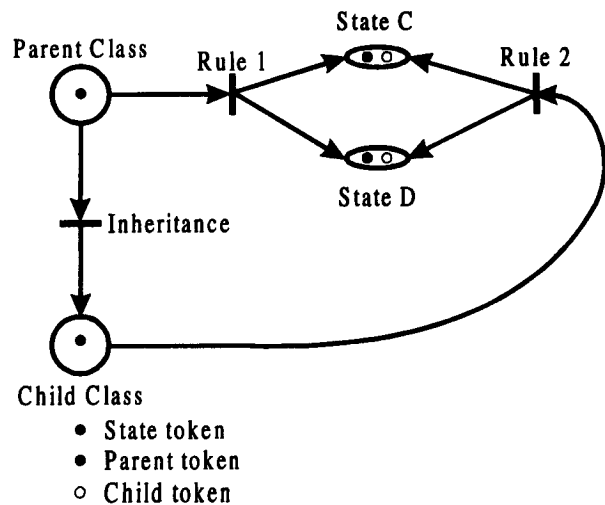 State C
Parent Class
Rule 1
Rule 2
State D
Inheritance
Child Class
State token
Parent token
Child token